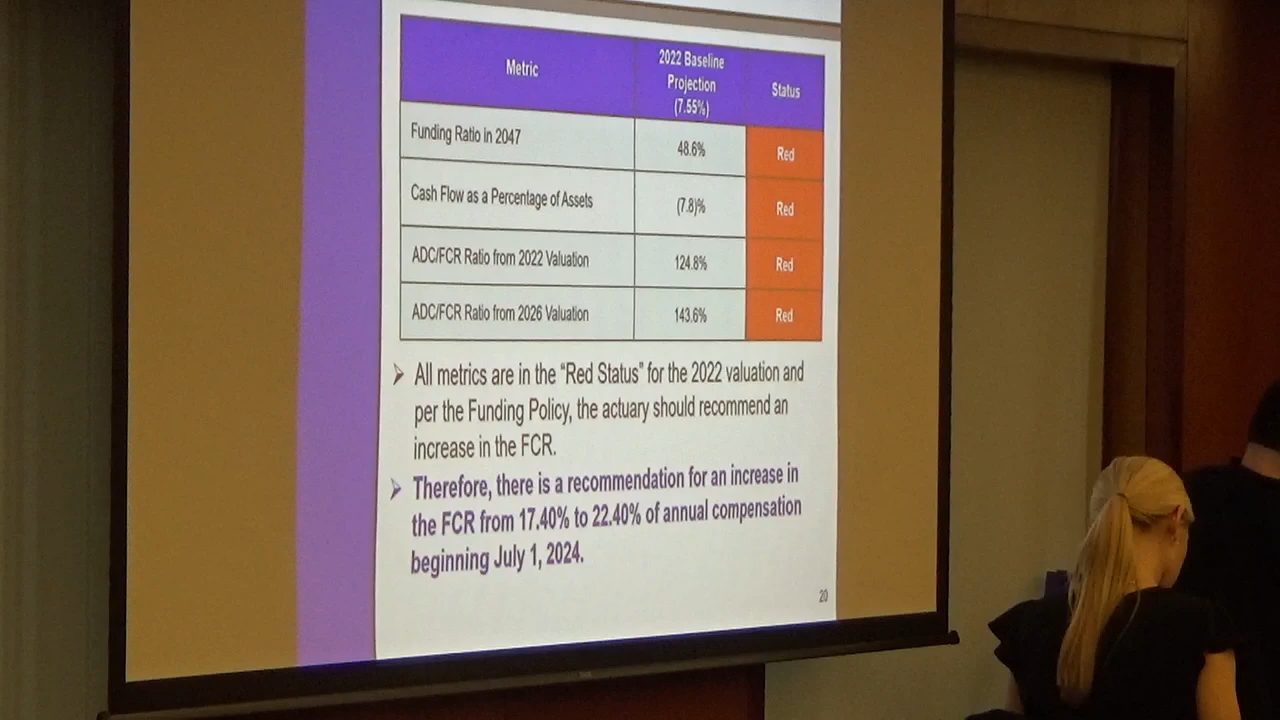 Metric 2022 Baseline Projection (7.55%) Status
Funding Ratio in 2047 48.6% Red
Cash Flow as a Percentage of Assets (7.8)% Red
ADC/FCR Ratio from 2022 Valuation 124.8% Red
ADC/FCR Ratio from 2026 Valuation 143.6% Red
➢ All metrics are in the “Red Status” for the 2022 valuation and
per the Funding Policy, the actuary should recommend an
increase in the FCR.
➢ Therefore, there is a recommendation for an increase in
the FCR from 17.40% to 22.40% of annual compensation
beginning July 1, 2024.
20